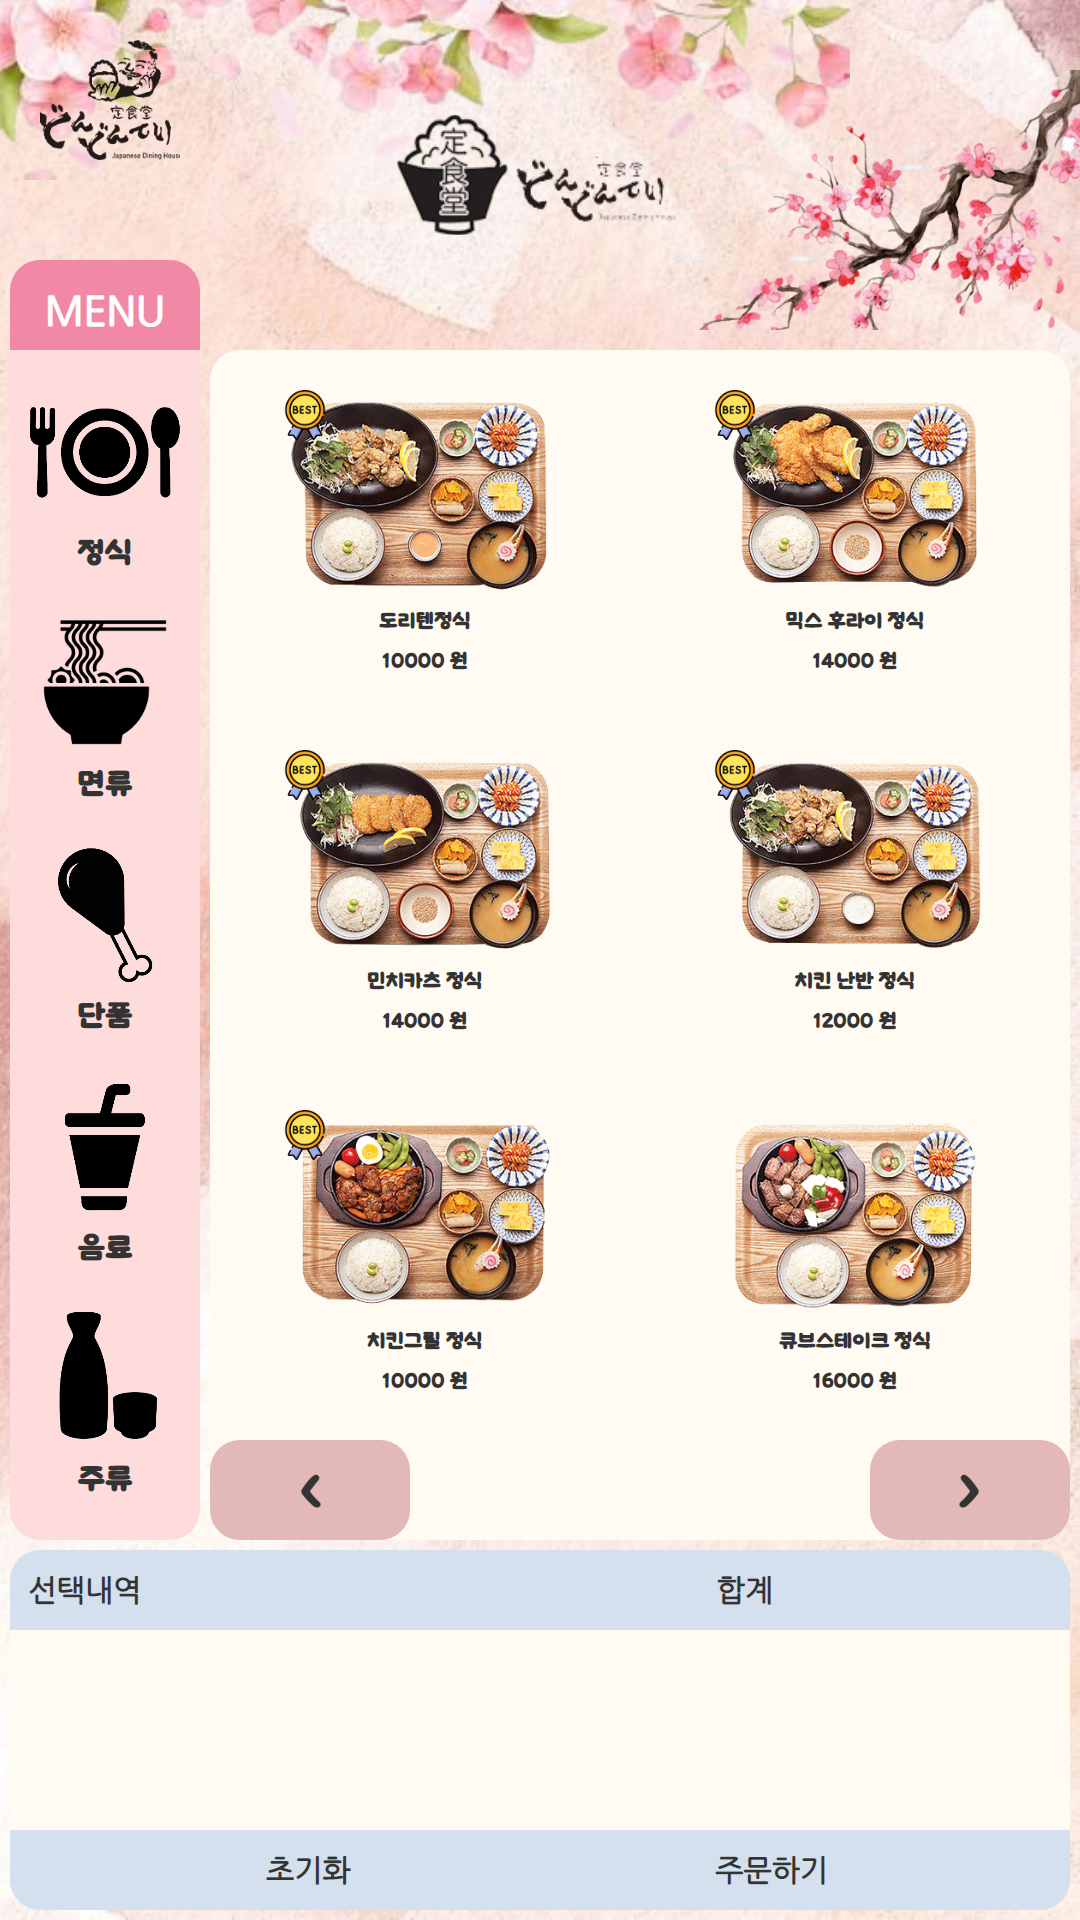 定食堂
どんどんてり
Japanese Dining House
定食堂
定食堂
どんどんてり
MENU
정식
면류
단품
음료
주류
BEST
도리텐정식
10000 원
BEST
믹스 후라이 정식
14000 원
BEST
민치카츠 정식
14000 원
BEST
치킨 난반 정식
12000 원
BEST
치킨그릴 정식
10000 원
큐브스테이크 정식
16000 원
선택내역
합계
초기화
주문하기